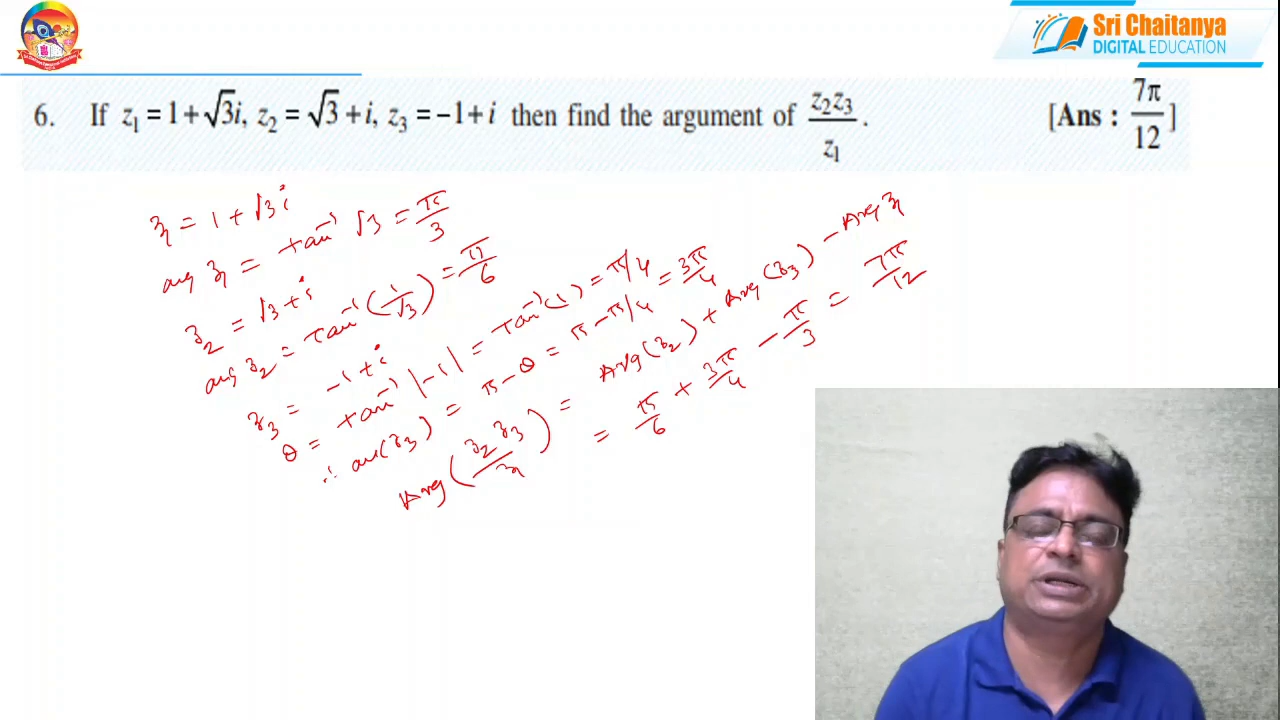 Sri Chaitanya
DIGITAL EDUCATION
6. If z₁ = 1 + √3i, z₂ = √3 + i, z₃ = −1 + i then find the argument of z₂z₃/z₁. [Ans : 7π/12]
z₁ = 1 + √3 i
arg z₁ = tan⁻¹ √3 = π/3
z₂ = √3 + i
arg z₂ = tan⁻¹ (1/√3) = π/6
z₃ = −1 + i
θ = tan⁻¹ |−1| = tan⁻¹(1) = π/4
∴ arg(z₃) = π − θ = π − π/4 = 3π/4
Arg (z₂ z₃/z₁) = Arg(z₂) + Arg(z₃) − Arg z₁
= π/6 + 3π/4 − π/3 = 7π/12